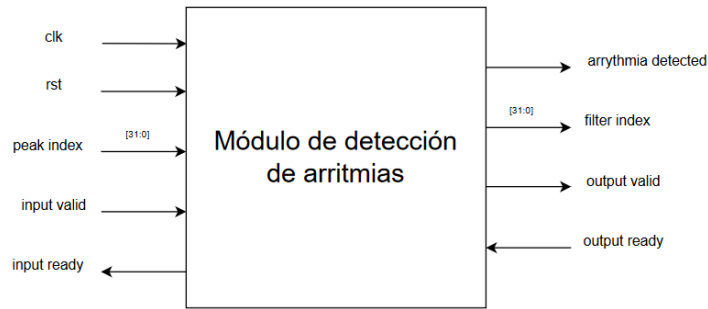 clk
rst
peak index
[31:0]
input valid
input ready
Módulo de detección
de arritmias
arrythmia detected
[31:0]
filter index
output valid
output ready